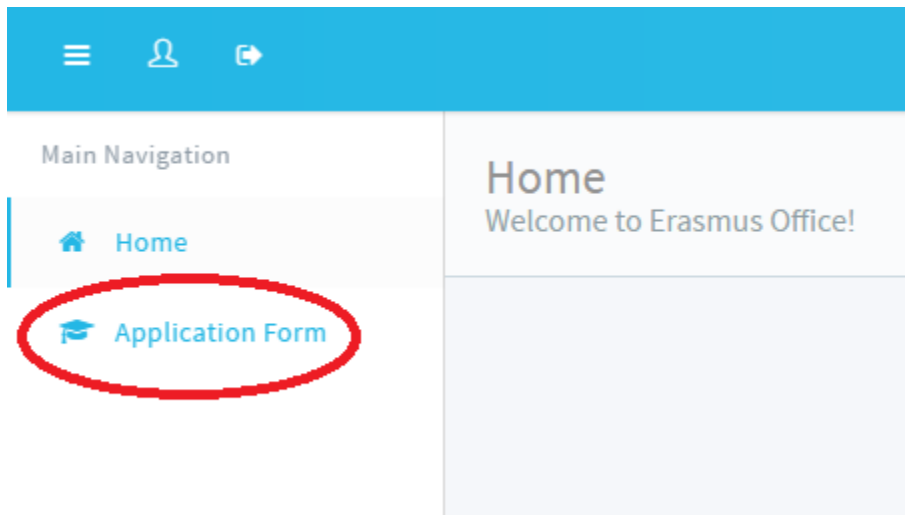 Main Navigation
Home
Application Form
Home
Welcome to Erasmus Office!